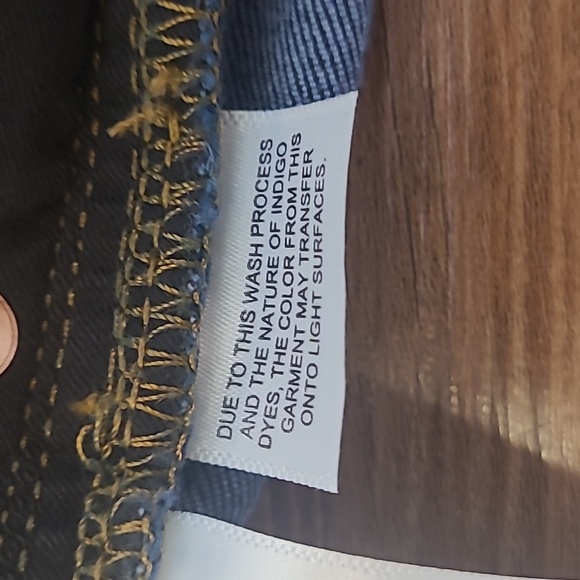 DUE TO THIS WASH PROCESS
AND THE NATURE OF INDIGO
DYES, THE COLOR FROM THIS
GARMENT MAY TRANSFER
ONTO LIGHT SURFACES.